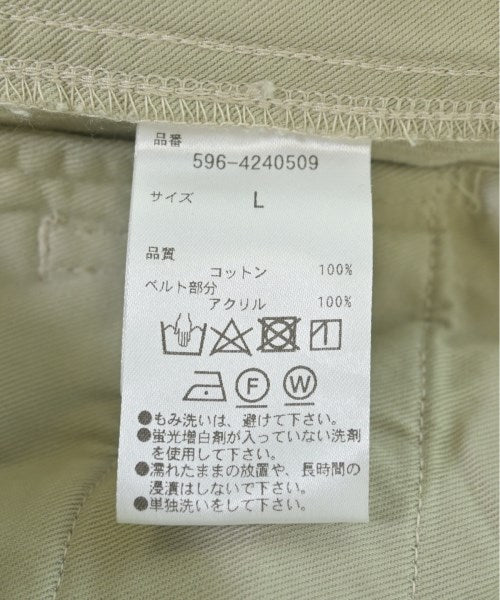 品番
596-4240509
サイズ L
品質
コットン 100%
ベルト部分
アクリル 100%
F W
●もみ洗いは、避けて下さい。
●蛍光増白剤が入っていない洗剤
を使用して下さい。
●濡れたままの放置や、長時間の
浸漬はしないで下さい。
●単独洗いをして下さい。